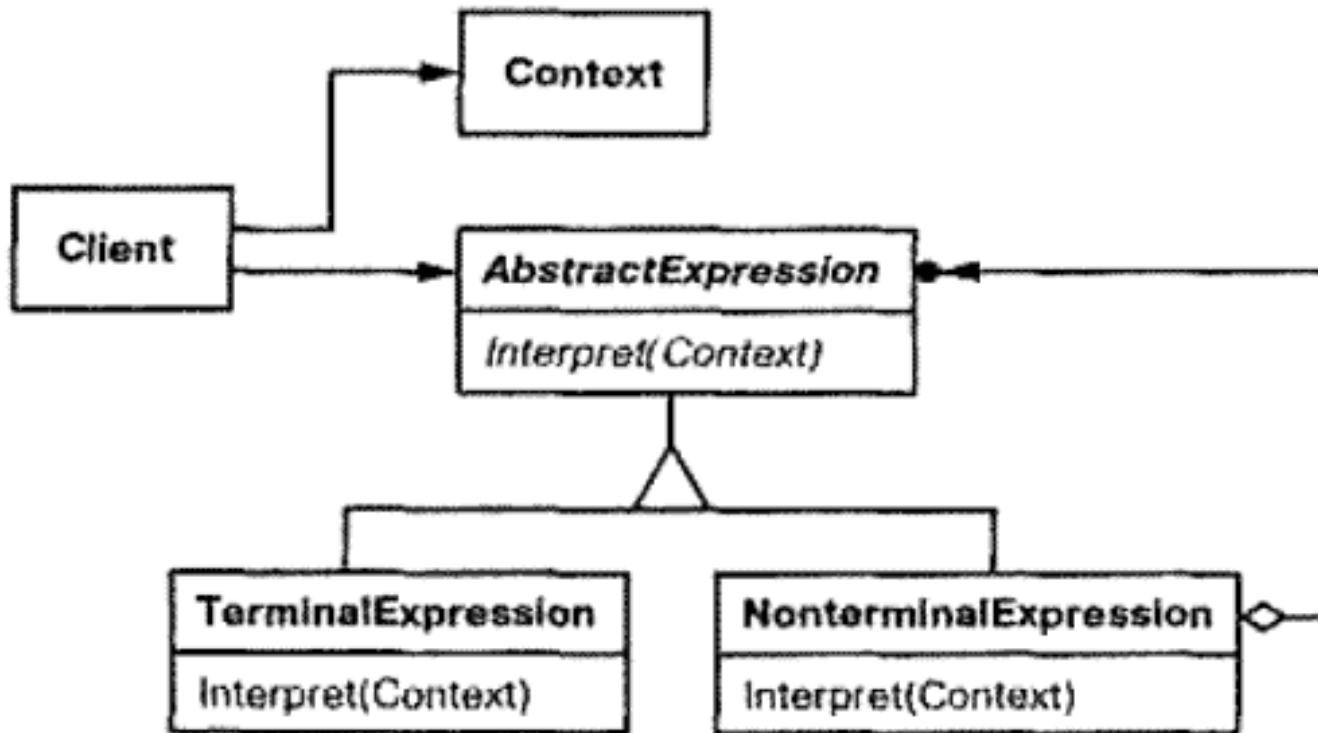 Context
Client
AbstractExpression
Interpret(Context)
TerminalExpression
Interpret(Context)
NonterminalExpression
Interpret(Context)